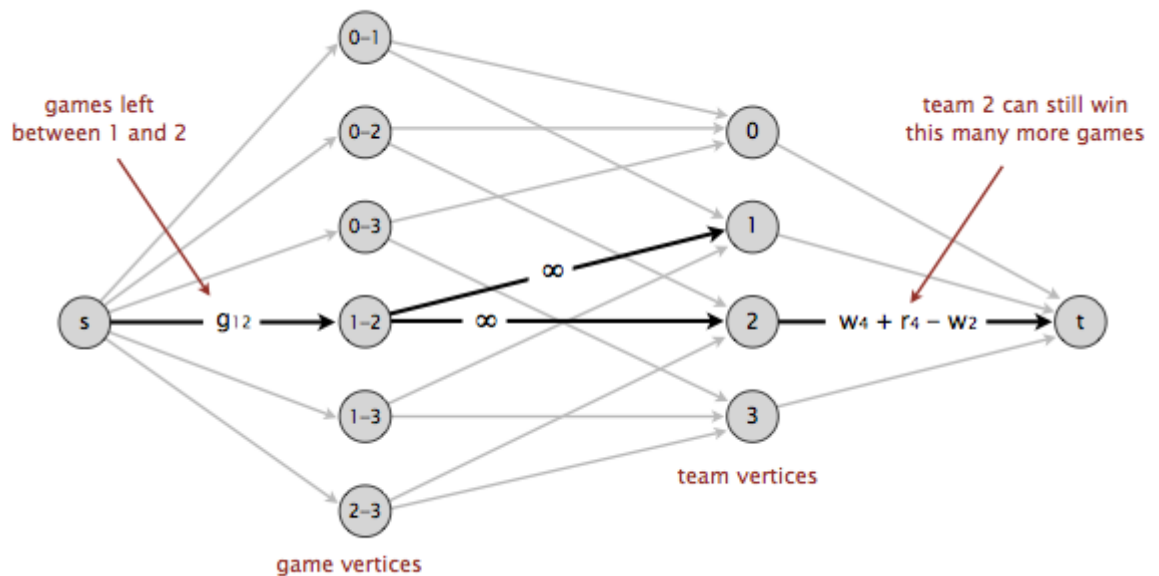 0–1
games left
between 1 and 2
team 2 can still win
this many more games
0–2
0
0–3
1
∞
s
g12
1–2
∞
2
w4 + r4 – w2
t
1–3
3
team vertices
2–3
game vertices